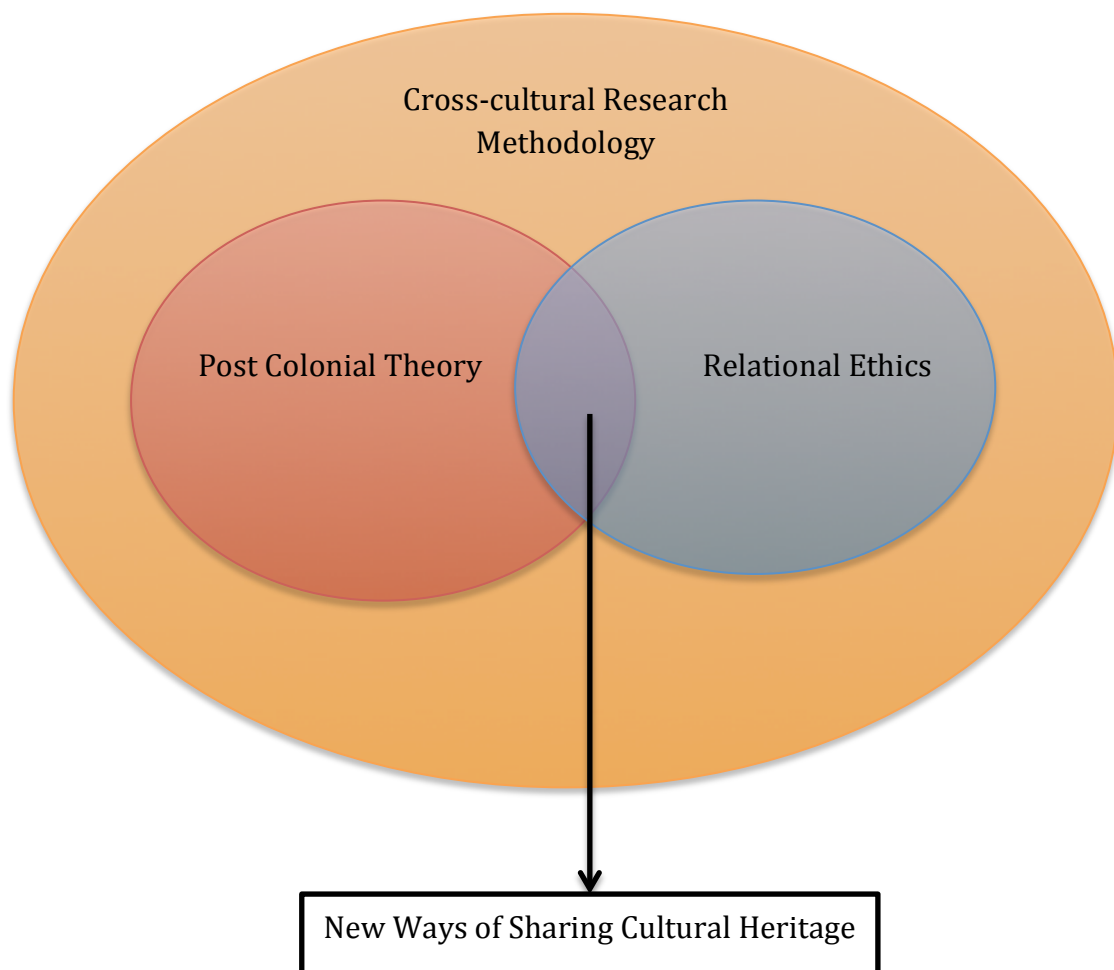 Cross-cultural Research
Methodology
Post Colonial Theory
Relational Ethics
New Ways of Sharing Cultural Heritage